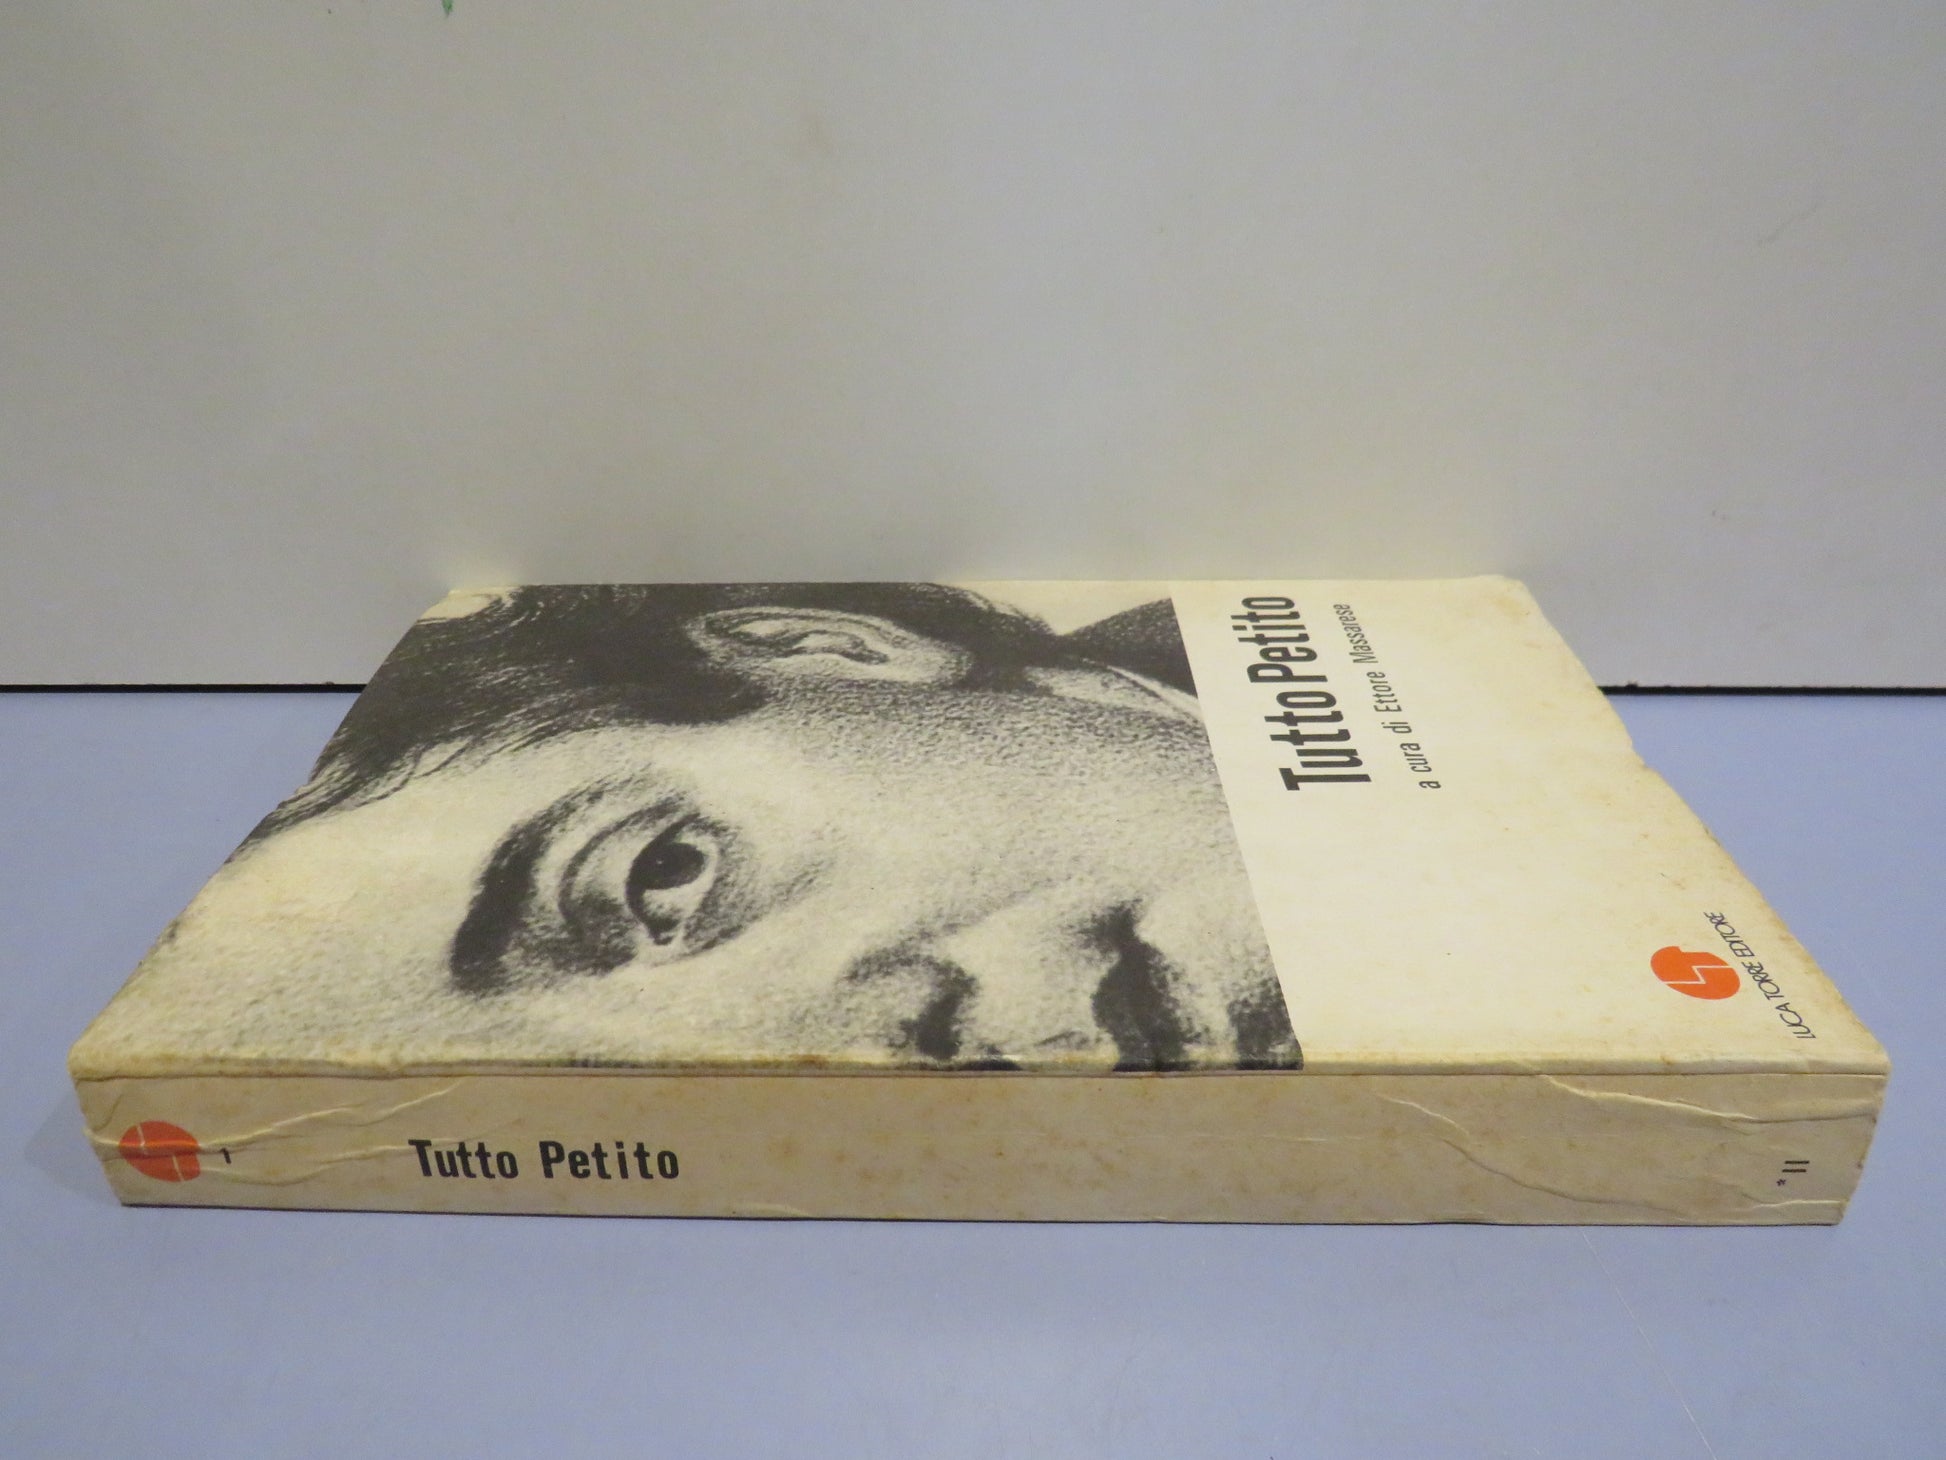 Tutto Petito
a cura di Ettore Massarese
LUCA TORRE EDITORE
1
Tutto Petito
* II